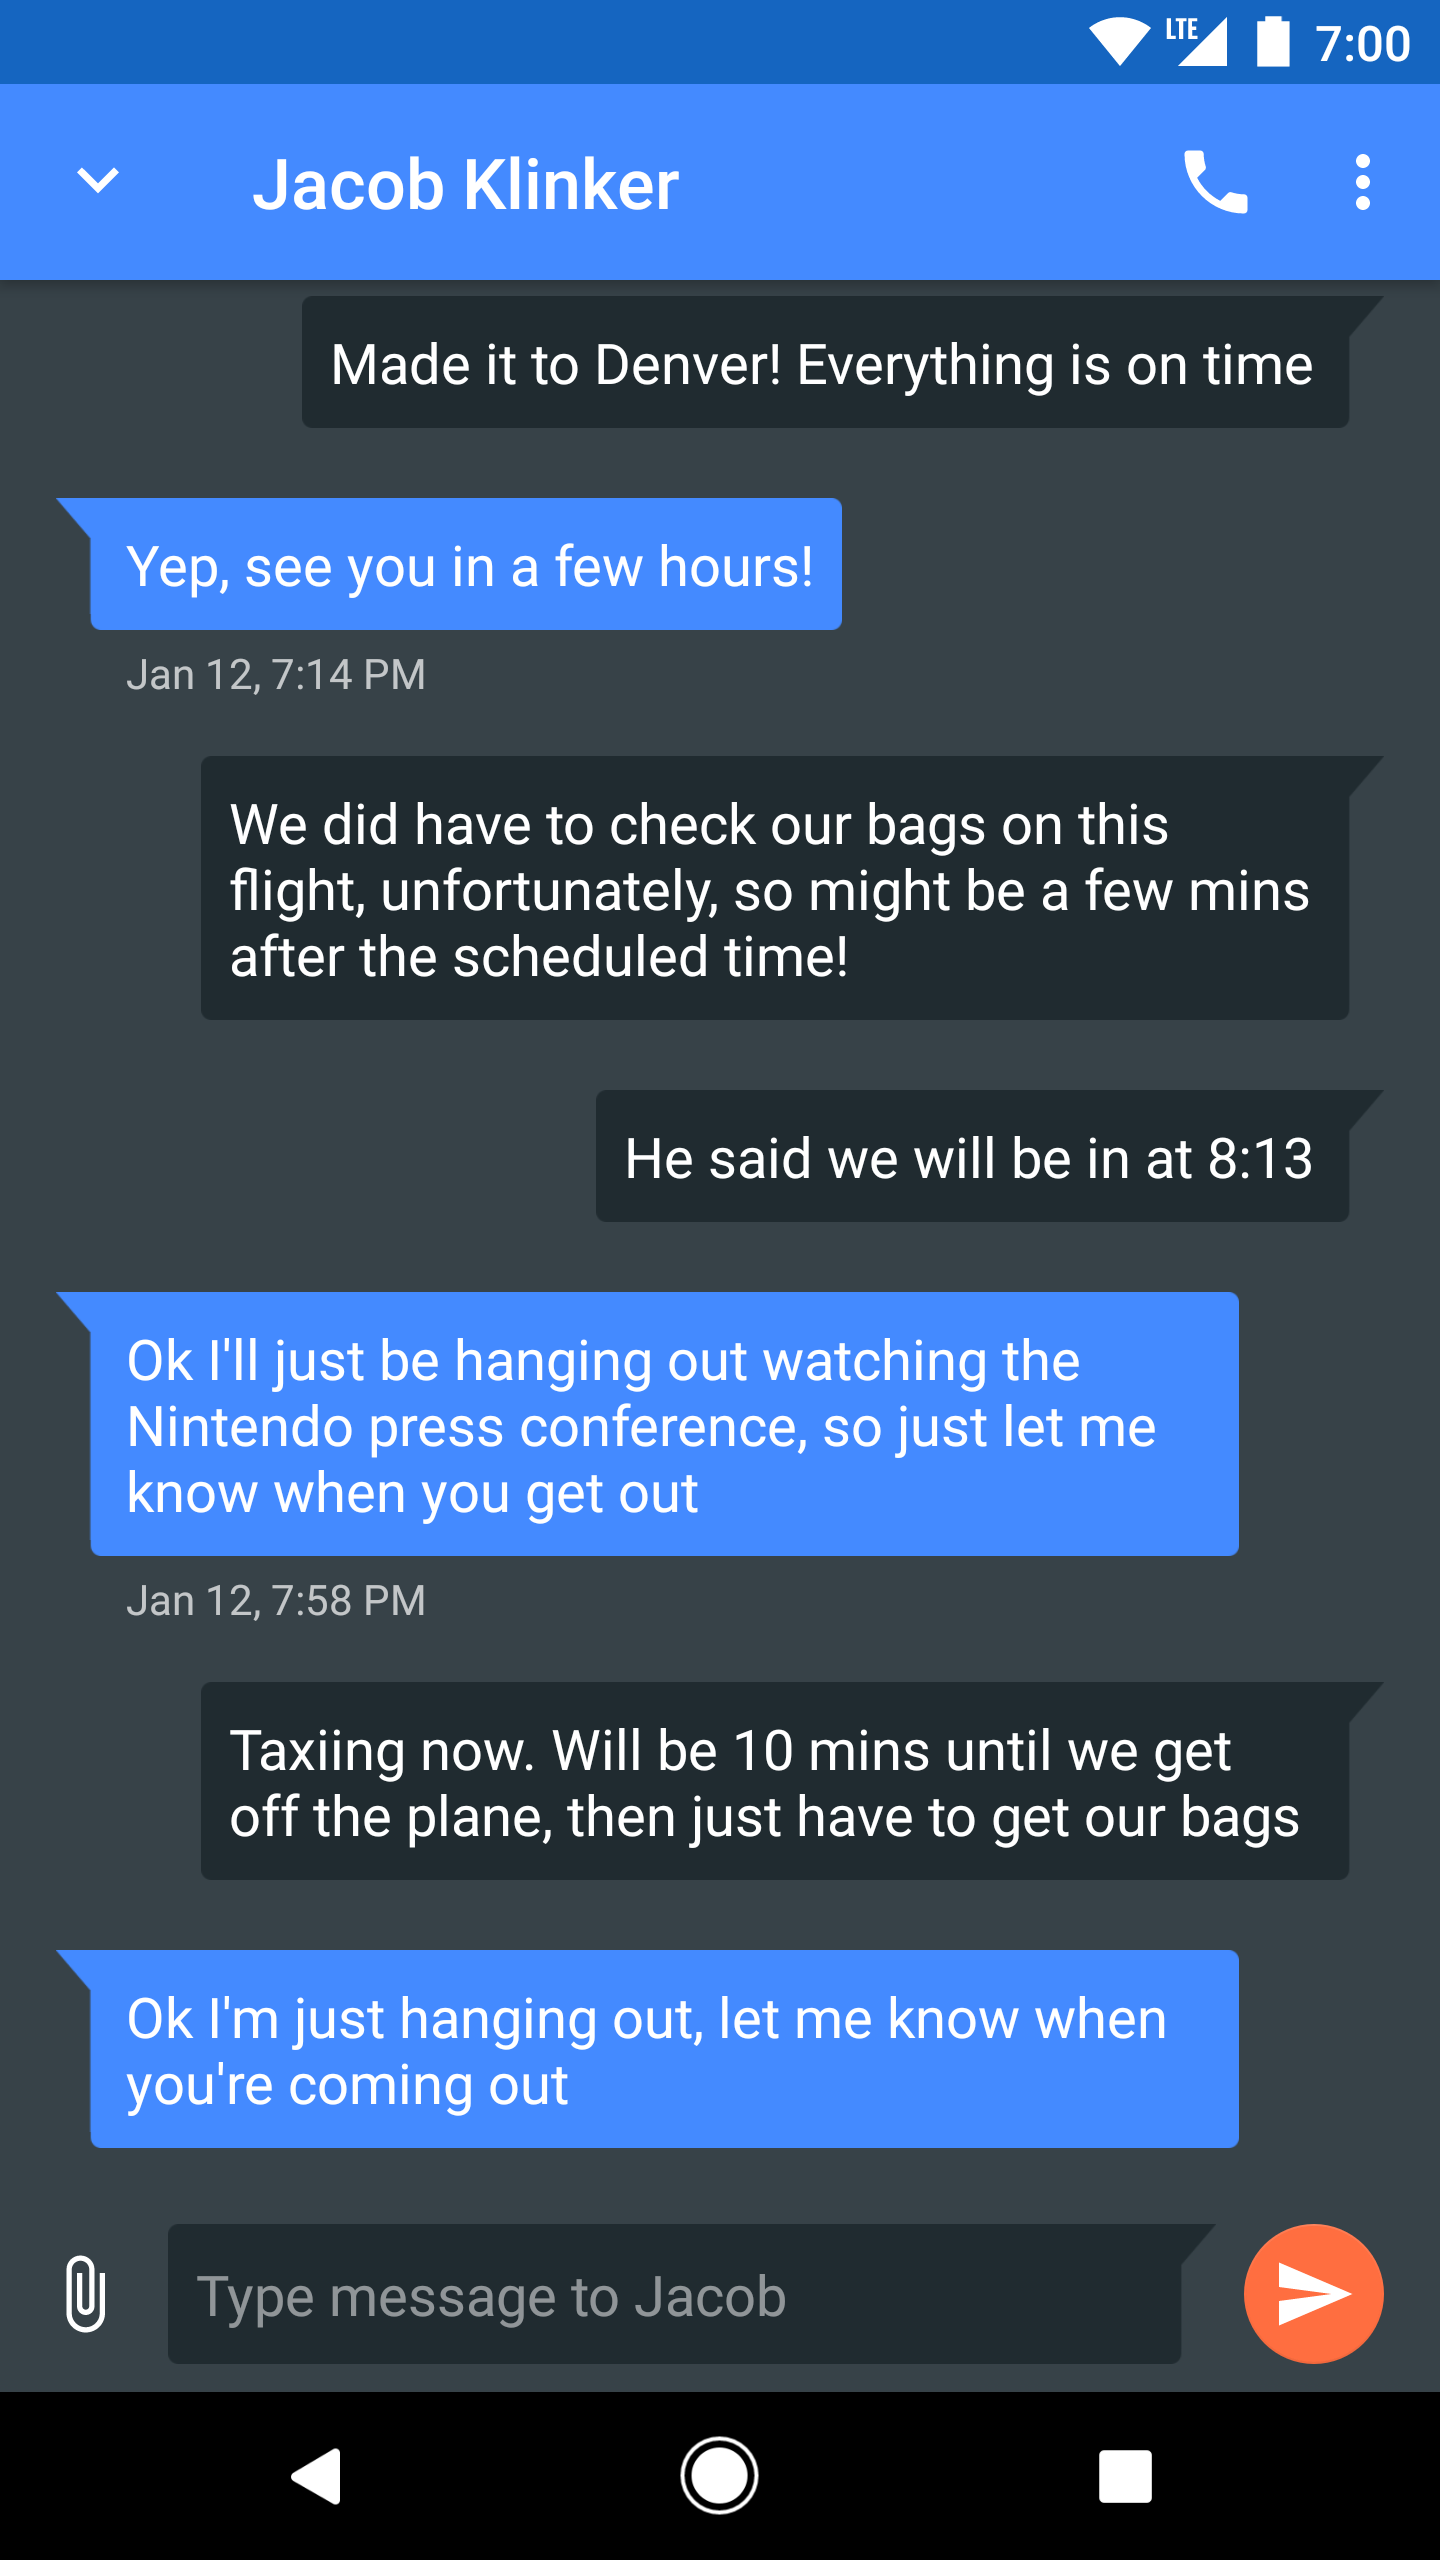 LTE 7:00
Jacob Klinker
Made it to Denver! Everything is on time
Yep, see you in a few hours!
Jan 12, 7:14 PM
We did have to check our bags on this
flight, unfortunately, so might be a few mins
after the scheduled time!
He said we will be in at 8:13
Ok I'll just be hanging out watching the
Nintendo press conference, so just let me
know when you get out
Jan 12, 7:58 PM
Taxiing now. Will be 10 mins until we get
off the plane, then just have to get our bags
Ok I'm just hanging out, let me know when
you're coming out
Type message to Jacob